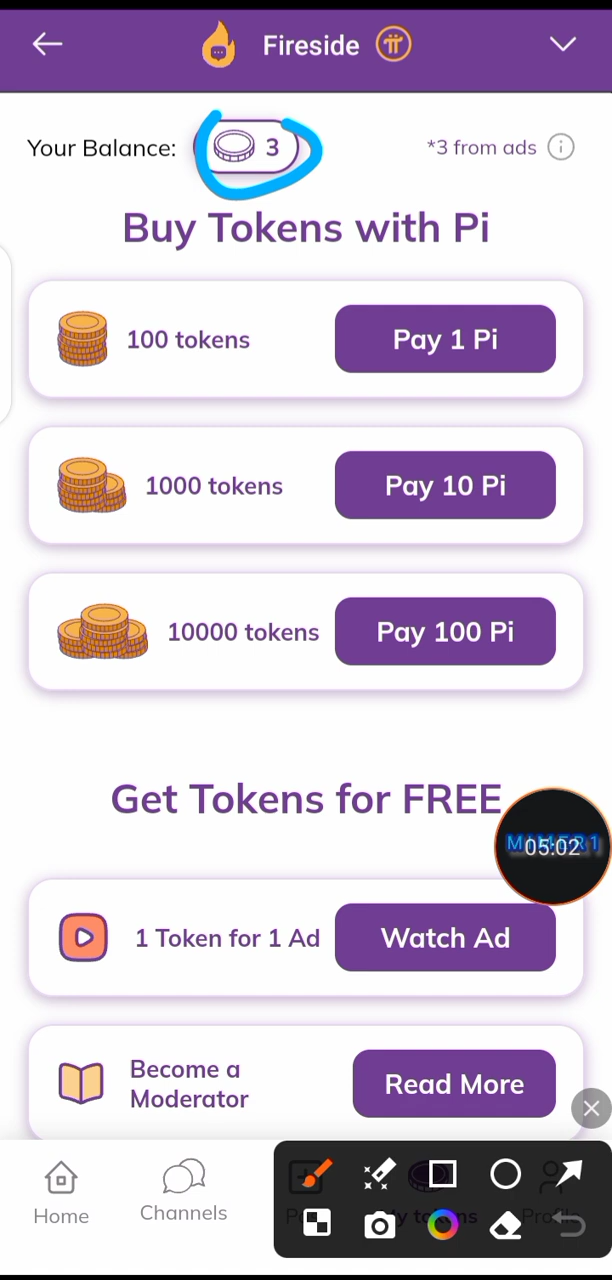 Fireside
Your Balance: 3 *3 from ads
Buy Tokens with Pi
100 tokens Pay 1 Pi
1000 tokens Pay 10 Pi
10000 tokens Pay 100 Pi
Get Tokens for FREE
05:02
1 Token for 1 Ad Watch Ad
Become a
Moderator
Read More
Home Channels